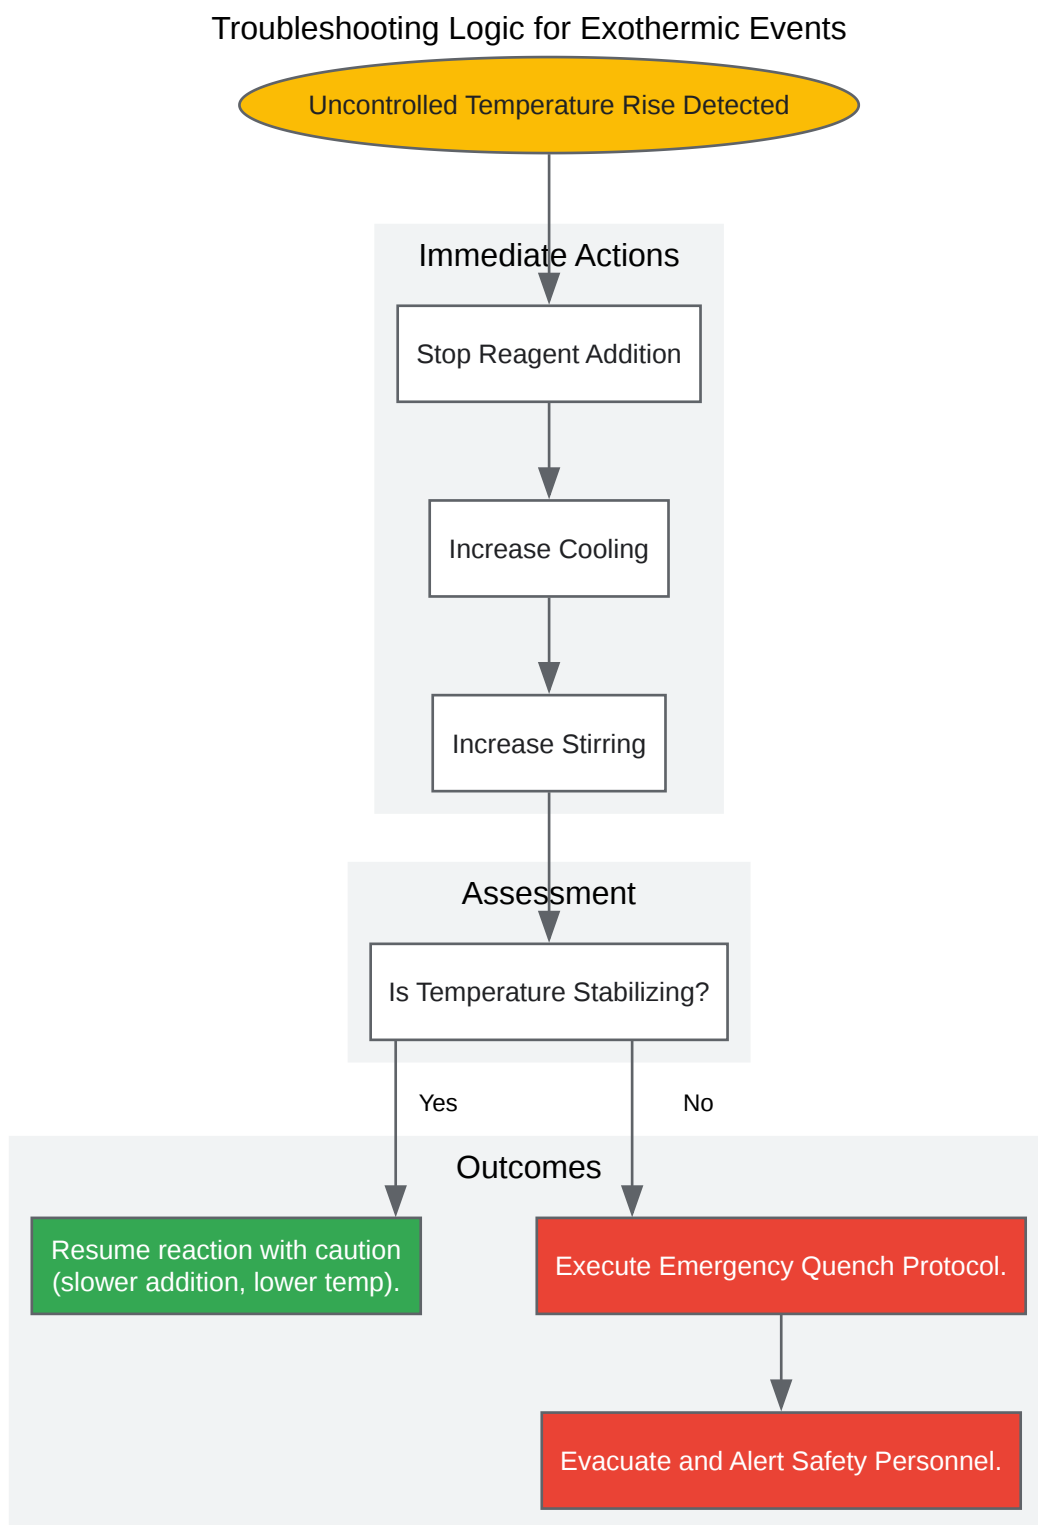 Troubleshooting Logic for Exothermic Events
Uncontrolled Temperature Rise Detected
Immediate Actions
Stop Reagent Addition
Increase Cooling
Increase Stirring
Assessment
Is Temperature Stabilizing?
Yes
No
Outcomes
Resume reaction with caution
(slower addition, lower temp).
Execute Emergency Quench Protocol.
Evacuate and Alert Safety Personnel.